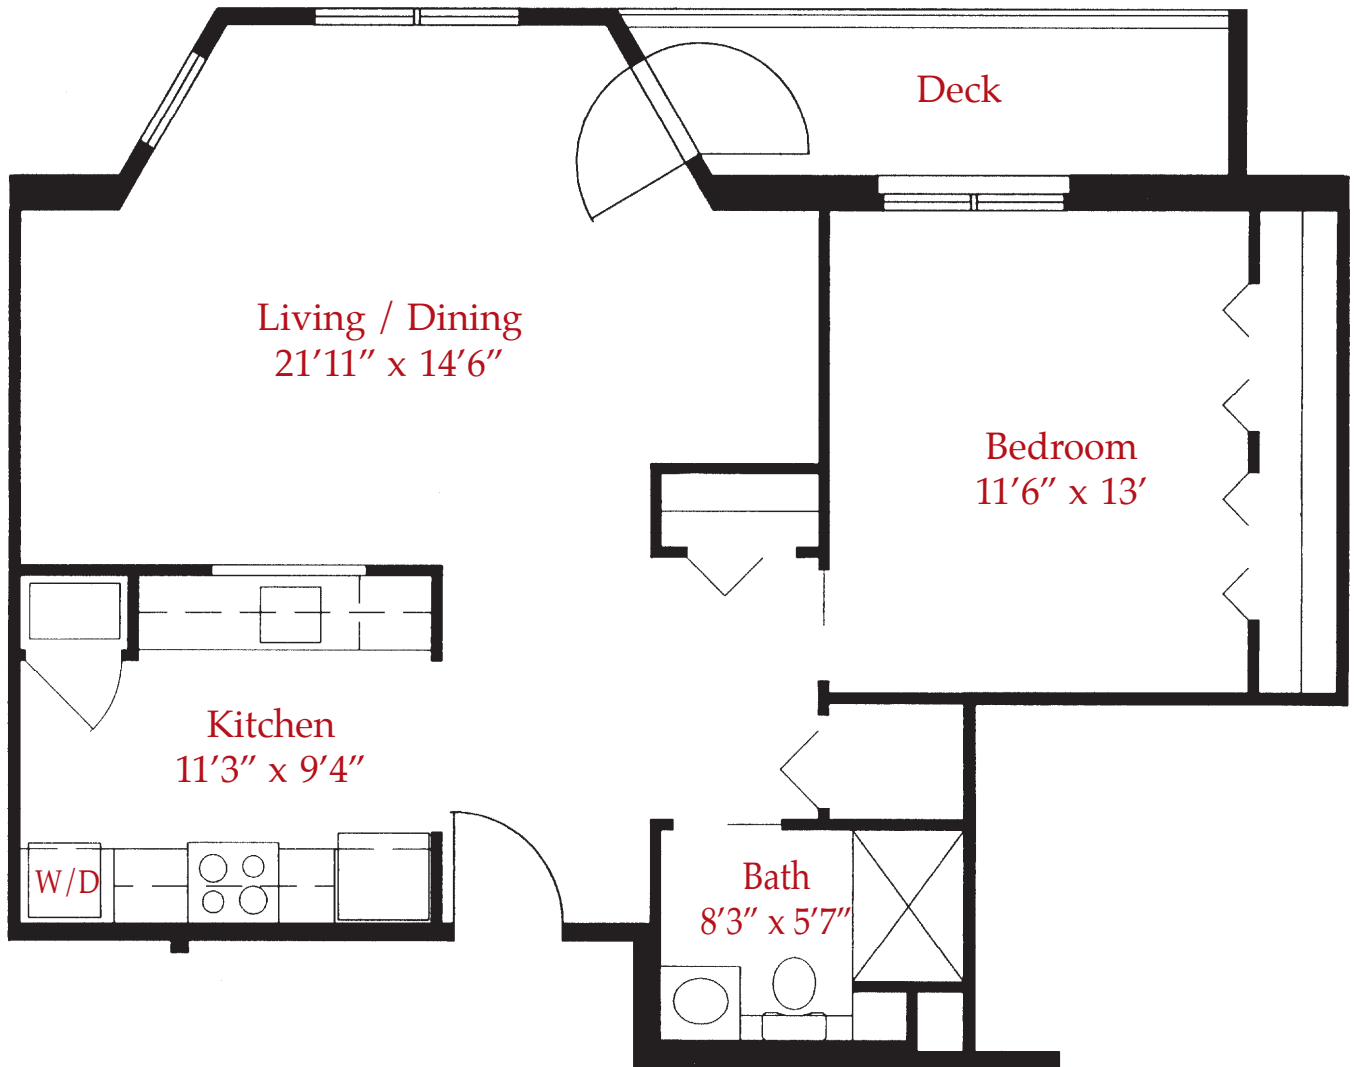 Deck
Living / Dining
21’11” x 14’6”
Bedroom
11’6” x 13’
Kitchen
11’3” x 9’4”
W/D
Bath
8’3” x 5’7”